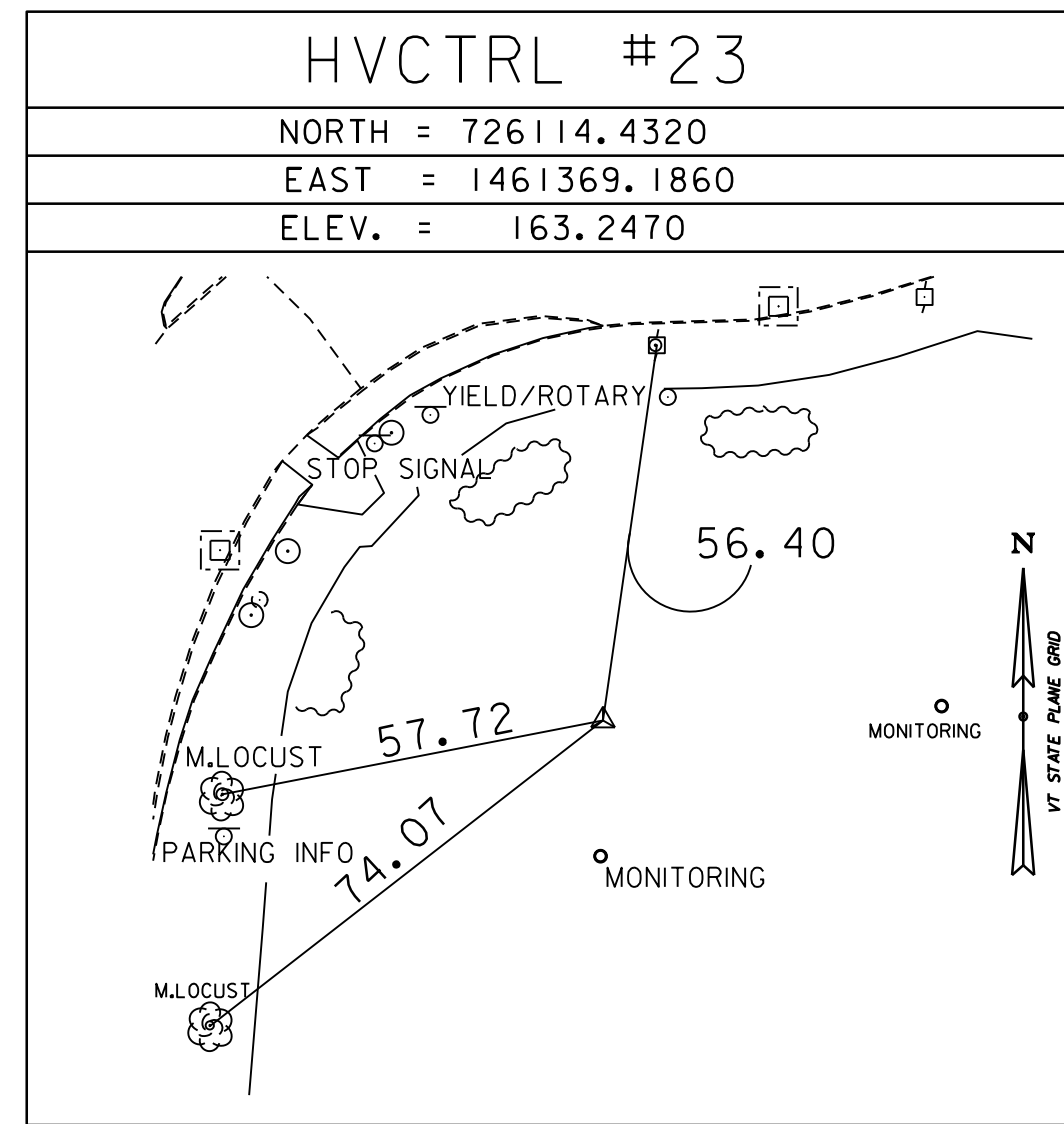 HVCTRL #23
NORTH = 726114.4320
EAST = 1461369.1860
ELEV. = 163.2470
YIELD/ROTARY
STOP SIGNAL
56.40
N
VT STATE PLANE GRID
57.72
M.LOCUST
MONITORING
74.07
PARKING INFO
MONITORING
M.LOCUST